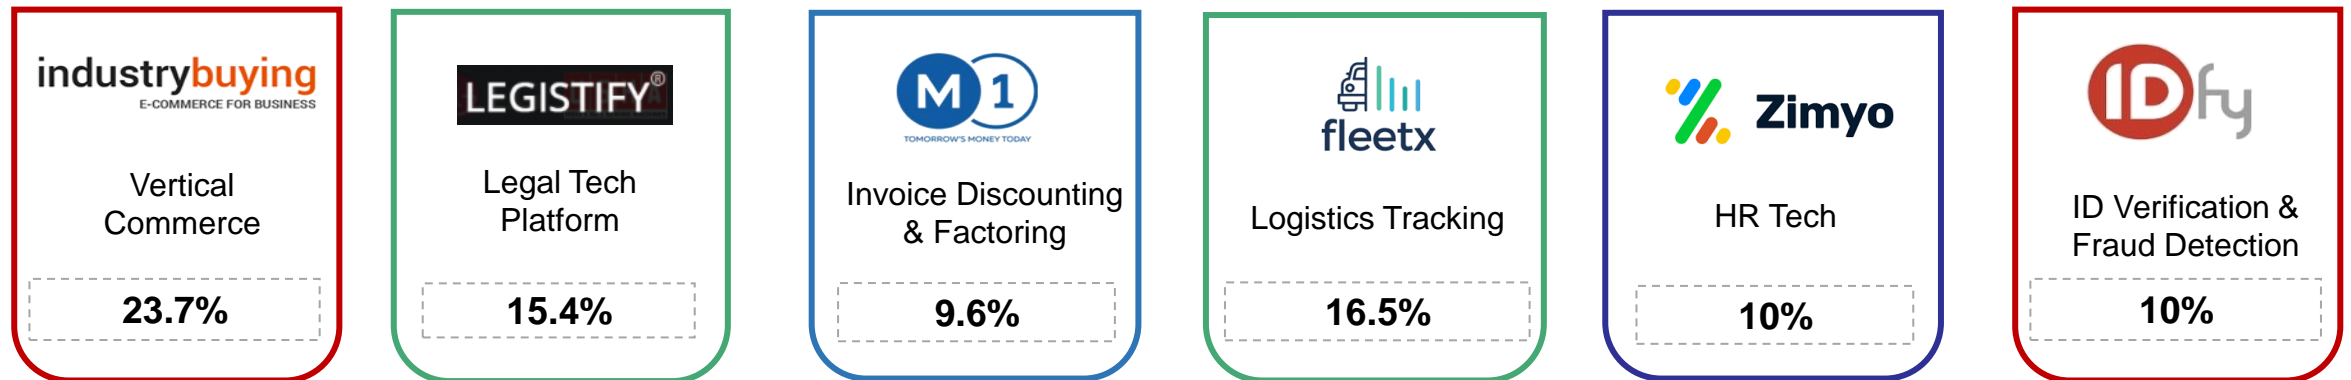 industrybuying
E-COMMERCE FOR BUSINESS
Vertical
Commerce
23.7%
LEGISTIFY®
Legal Tech
Platform
15.4%
M 1
TOMORROW'S MONEY TODAY
Invoice Discounting
& Factoring
9.6%
fleetx
Logistics Tracking
16.5%
Zimyo
HR Tech
10%
IDfy
ID Verification &
Fraud Detection
10%